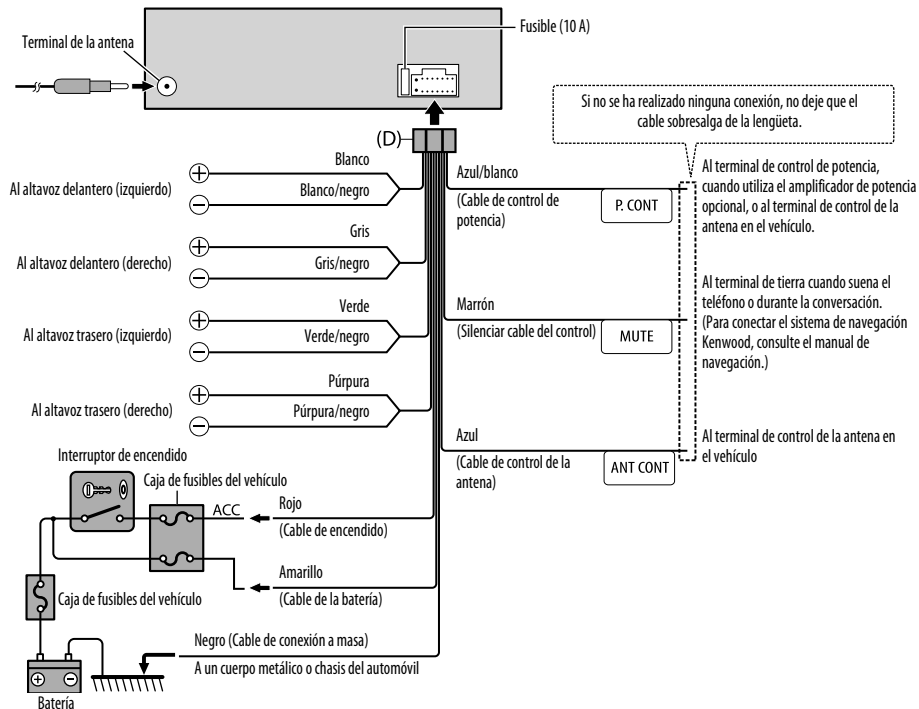 Fusible (10 A)
Terminal de la antena
Si no se ha realizado ninguna conexión, no deje que el
cable sobresalga de la lengüeta.
(D)
Al altavoz delantero (izquierdo)
+
Blanco
−
Blanco/negro
Al altavoz delantero (derecho)
+
Gris
−
Gris/negro
Al altavoz trasero (izquierdo)
+
Verde
−
Verde/negro
Al altavoz trasero (derecho)
+
Púrpura
−
Púrpura/negro
Azul/blanco
(Cable de control de
potencia)
P. CONT
Al terminal de control de potencia,
cuando utiliza el amplificador de potencia
opcional, o al terminal de control de la
antena en el vehículo.
Marrón
(Silenciar cable del control)
MUTE
Al terminal de tierra cuando suena el
teléfono o durante la conversación.
(Para conectar el sistema de navegación
Kenwood, consulte el manual de
navegación.)
Azul
(Cable de control de la
antena)
ANT CONT
Al terminal de control de la antena en
el vehículo
Interruptor de encendido
Caja de fusibles del vehículo
ACC
Rojo
(Cable de encendido)
Amarillo
(Cable de la batería)
Caja de fusibles del vehículo
Negro (Cable de conexión a masa)
A un cuerpo metálico o chasis del automóvil
+
−
Batería